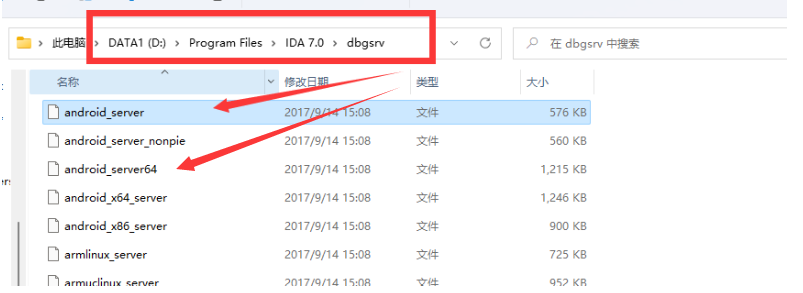 此电脑 > DATA1 (D:) > Program Files > IDA 7.0 > dbgsrv 在 dbgsrv 中搜索
名称 修改日期 类型 大小
android_server 2017/9/14 15:08 文件 576 KB
android_server_nonpie 2017/9/14 15:08 文件 560 KB
android_server64 2017/9/14 15:08 文件 1,215 KB
android_x64_server 2017/9/14 15:08 文件 1,246 KB
android_x86_server 2017/9/14 15:08 文件 900 KB
armlinux_server 2017/9/14 15:08 文件 725 KB
armuclinux_server 2017/9/14 15:08 文件 952 KB